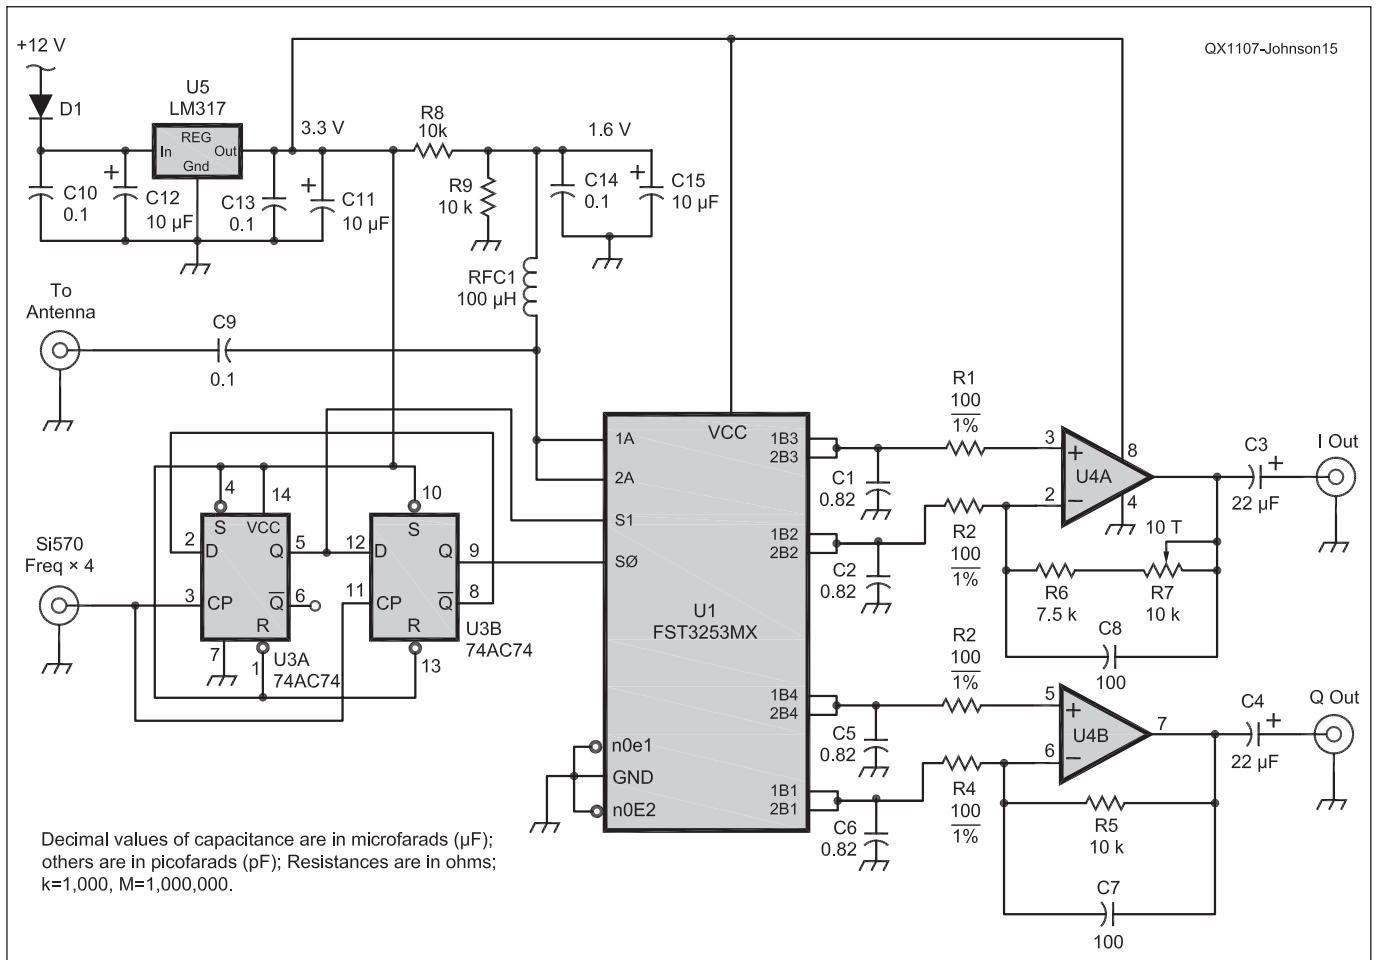 QX1107-Johnson15
+12 V
D1
U5
LM317
REG
In
Out
Gnd
3.3 V
R8
10k
1.6 V
C10
0.1
+
C12
10 µF
C13
0.1
+
C11
10 µF
R9
10 k
C14
0.1
+
C15
10 µF
RFC1
100 µH
To
Antenna
C9
0.1
Si570
Freq × 4
4
14
S
VCC
2
D
Q
5
3
CP
Q
6
R
7
1
U3A
74AC74
10
S
12
D
Q
9
11
CP
Q
8
R
13
U3B
74AC74
VCC
1A
2A
S1
SØ
U1
FST3253MX
n0e1
GND
n0E2
1B3
2B3
1B2
2B2
1B4
2B4
1B1
2B1
C1
0.82
C2
0.82
C5
0.82
C6
0.82
R1
100
1%
R2
100
1%
R2
100
1%
R4
100
1%
3
+
2
−
U4A
8
4
C3
+
22 µF
I Out
10 T
R6
7.5 k
R7
10 k
C8
100
5
+
6
−
U4B
7
C4
+
22 µF
Q Out
R5
10 k
C7
100
Decimal values of capacitance are in microfarads (µF);
others are in picofarads (pF); Resistances are in ohms;
k=1,000, M=1,000,000.